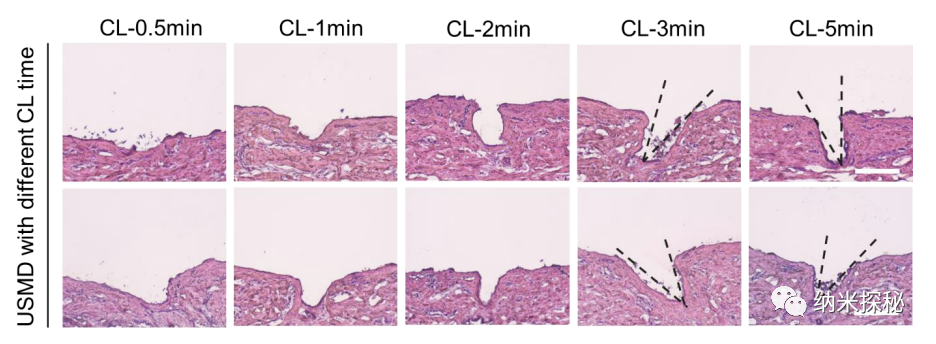 CL-0.5min
CL-1min
CL-2min
CL-3min
CL-5min
USMD with different CL time
纳米探秘